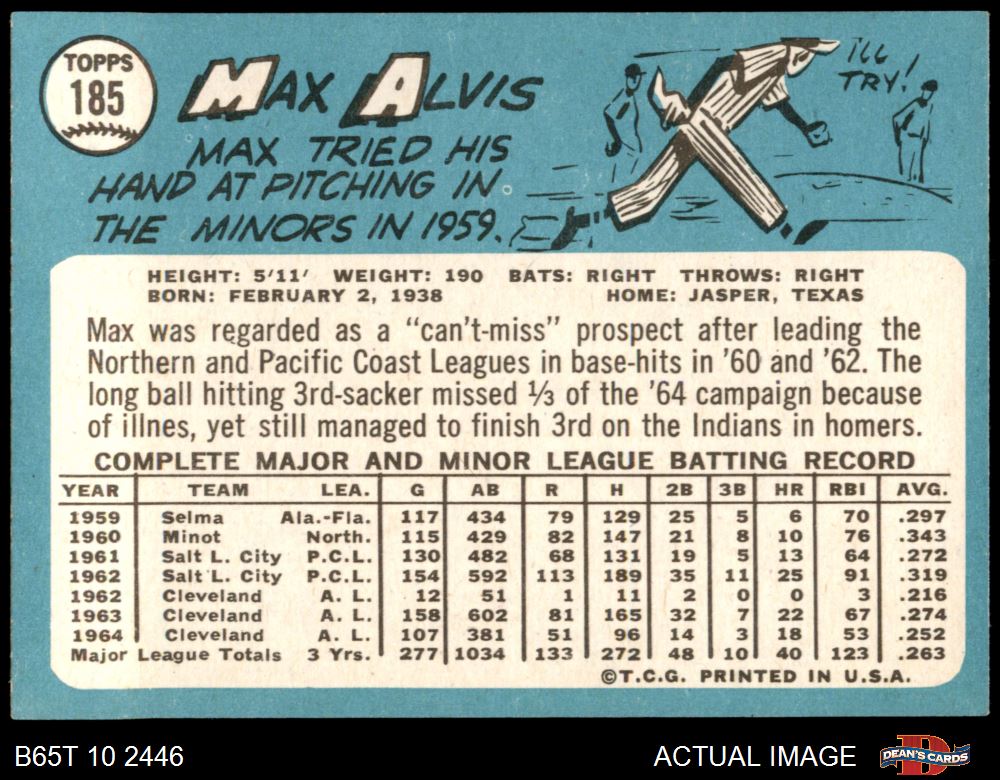 TOPPS
185
MAX ALVIS
MAX TRIED HIS
HAND AT PITCHING IN
THE MINORS IN 1959.
I'LL
TRY!
HEIGHT: 5'11' WEIGHT: 190 BATS: RIGHT THROWS: RIGHT
BORN: FEBRUARY 2, 1938 HOME: JASPER, TEXAS
Max was regarded as a "can't-miss" prospect after leading the
Northern and Pacific Coast Leagues in base-hits in '60 and '62. The
long ball hitting 3rd-sacker missed ⅓ of the '64 campaign because
of illnes, yet still managed to finish 3rd on the Indians in homers.
COMPLETE MAJOR AND MINOR LEAGUE BATTING RECORD
YEAR TEAM LEA. G AB R H 2B 3B HR RBI AVG.
1959 Selma Ala.-Fla. 117 434 79 129 25 5 6 70 .297
1960 Minot North. 115 429 82 147 21 8 10 76 .343
1961 Salt L. City P.C.L. 130 482 68 131 19 5 13 64 .272
1962 Salt L. City P.C.L. 154 592 113 189 35 11 25 91 .319
1962 Cleveland A. L. 12 51 1 11 2 0 0 3 .216
1963 Cleveland A. L. 158 602 81 165 32 7 22 67 .274
1964 Cleveland A. L. 107 381 51 96 14 3 18 53 .252
Major League Totals 3 Yrs. 277 1034 133 272 48 10 40 123 .263
©T.C.G. PRINTED IN U.S.A.
B65T 10 2446 ACTUAL IMAGE DEAN'S CARDS